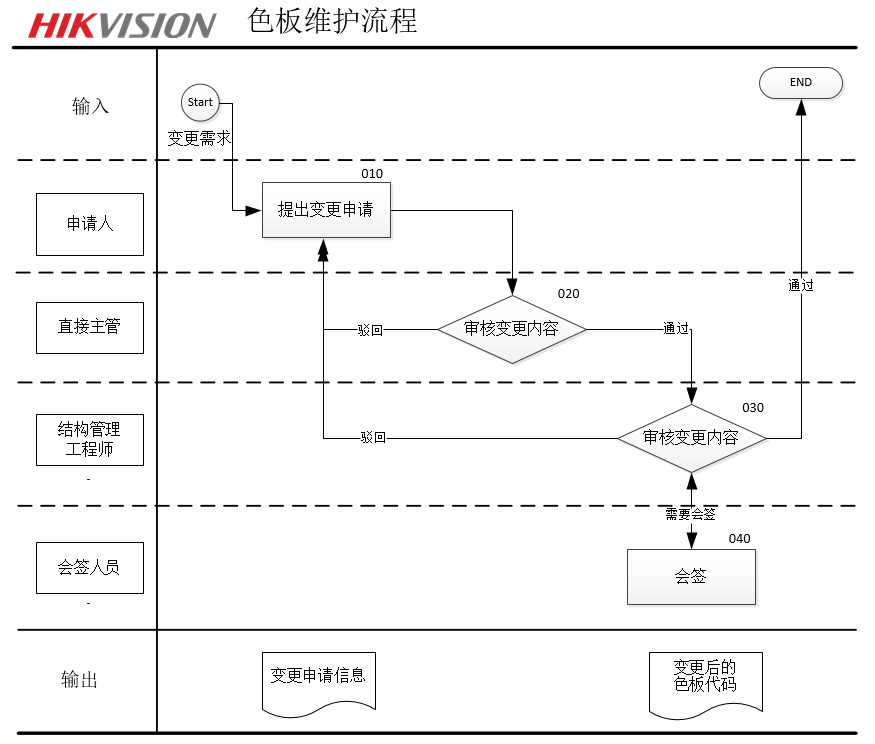 HIKVISION 色板维护流程
输入
Start
变更需求
END
申请人
010
提出变更申请
通过
直接主管
020
审核变更内容
驳回
通过
结构管理
工程师
-
030
审核变更内容
驳回
需要会签
会签人员
-
040
会签
输出
变更申请信息
变更后的
色板代码